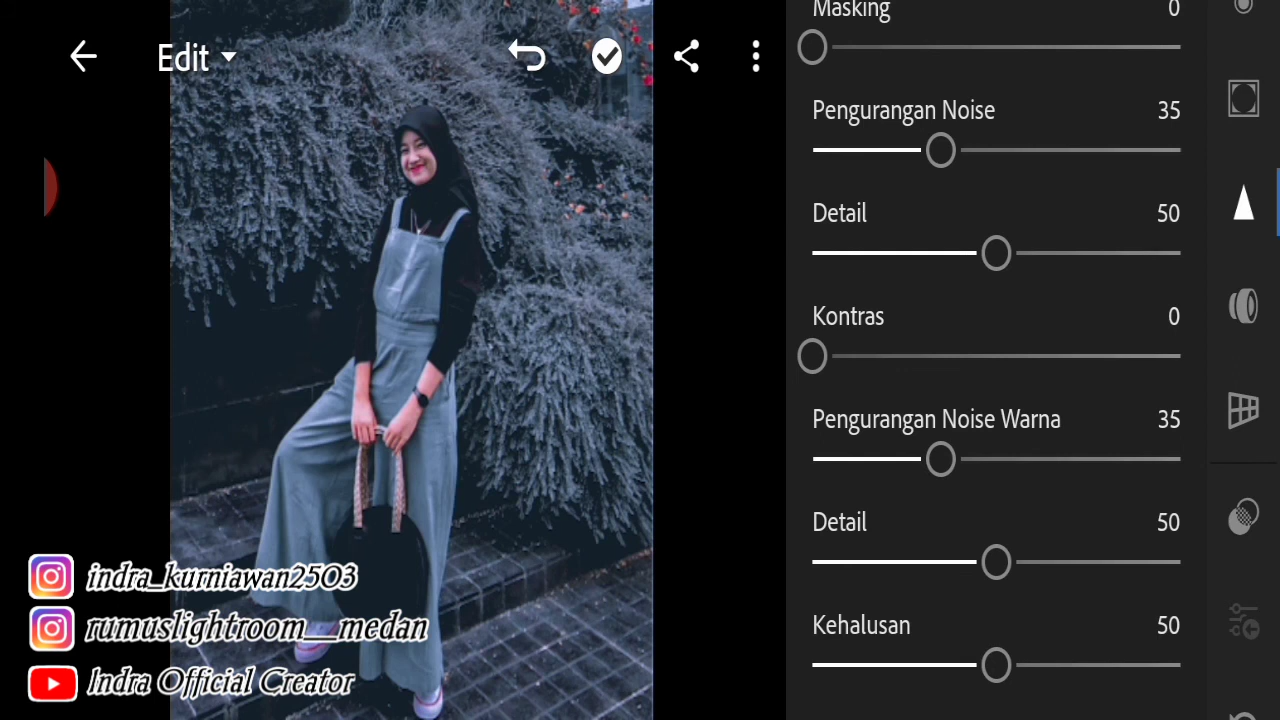 Masking 0
Edit
Pengurangan Noise 35
Detail 50
Kontras 0
Pengurangan Noise Warna 35
Detail 50
Kehalusan 50
indra_kurniawan2503
rumuslightroom__medan
Indra Official Creator